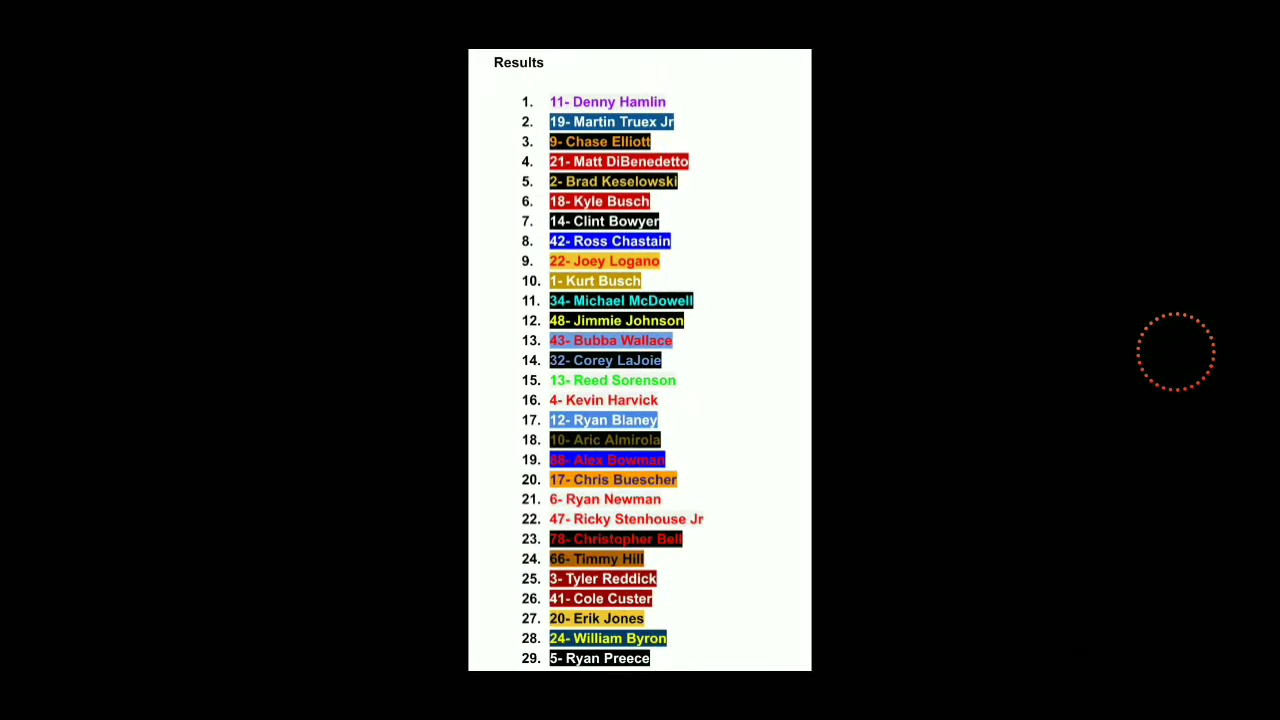 Results
1. 11- Denny Hamlin
2. 19- Martin Truex Jr
3. 9- Chase Elliott
4. 21- Matt DiBenedetto
5. 2- Brad Keselowski
6. 18- Kyle Busch
7. 14- Clint Bowyer
8. 42- Ross Chastain
9. 22- Joey Logano
10. 1- Kurt Busch
11. 34- Michael McDowell
12. 48- Jimmie Johnson
13. 43- Bubba Wallace
14. 32- Corey LaJoie
15. 13- Reed Sorenson
16. 4- Kevin Harvick
17. 12- Ryan Blaney
18. 10- Aric Almirola
19. 88- Alex Bowman
20. 17- Chris Buescher
21. 6- Ryan Newman
22. 47- Ricky Stenhouse Jr
23. 78- Christopher Bell
24. 66- Timmy Hill
25. 3- Tyler Reddick
26. 41- Cole Custer
27. 20- Erik Jones
28. 24- William Byron
29. 5- Ryan Preece